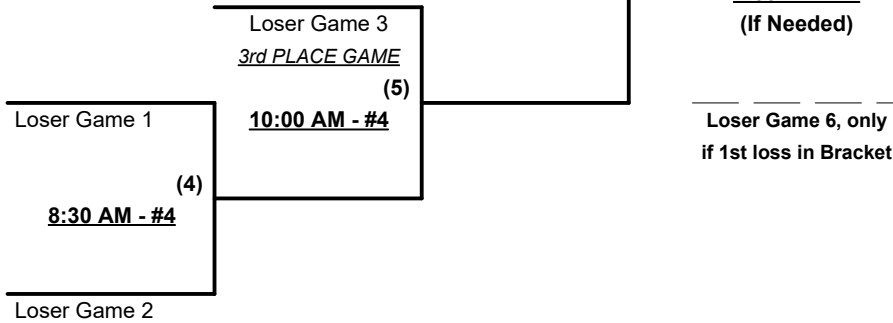 Loser Game 3
(If Needed)
3rd PLACE GAME
(5)
Loser Game 1
10:00 AM - #4
Loser Game 6, only
if 1st loss in Bracket
(4)
8:30 AM - #4
Loser Game 2